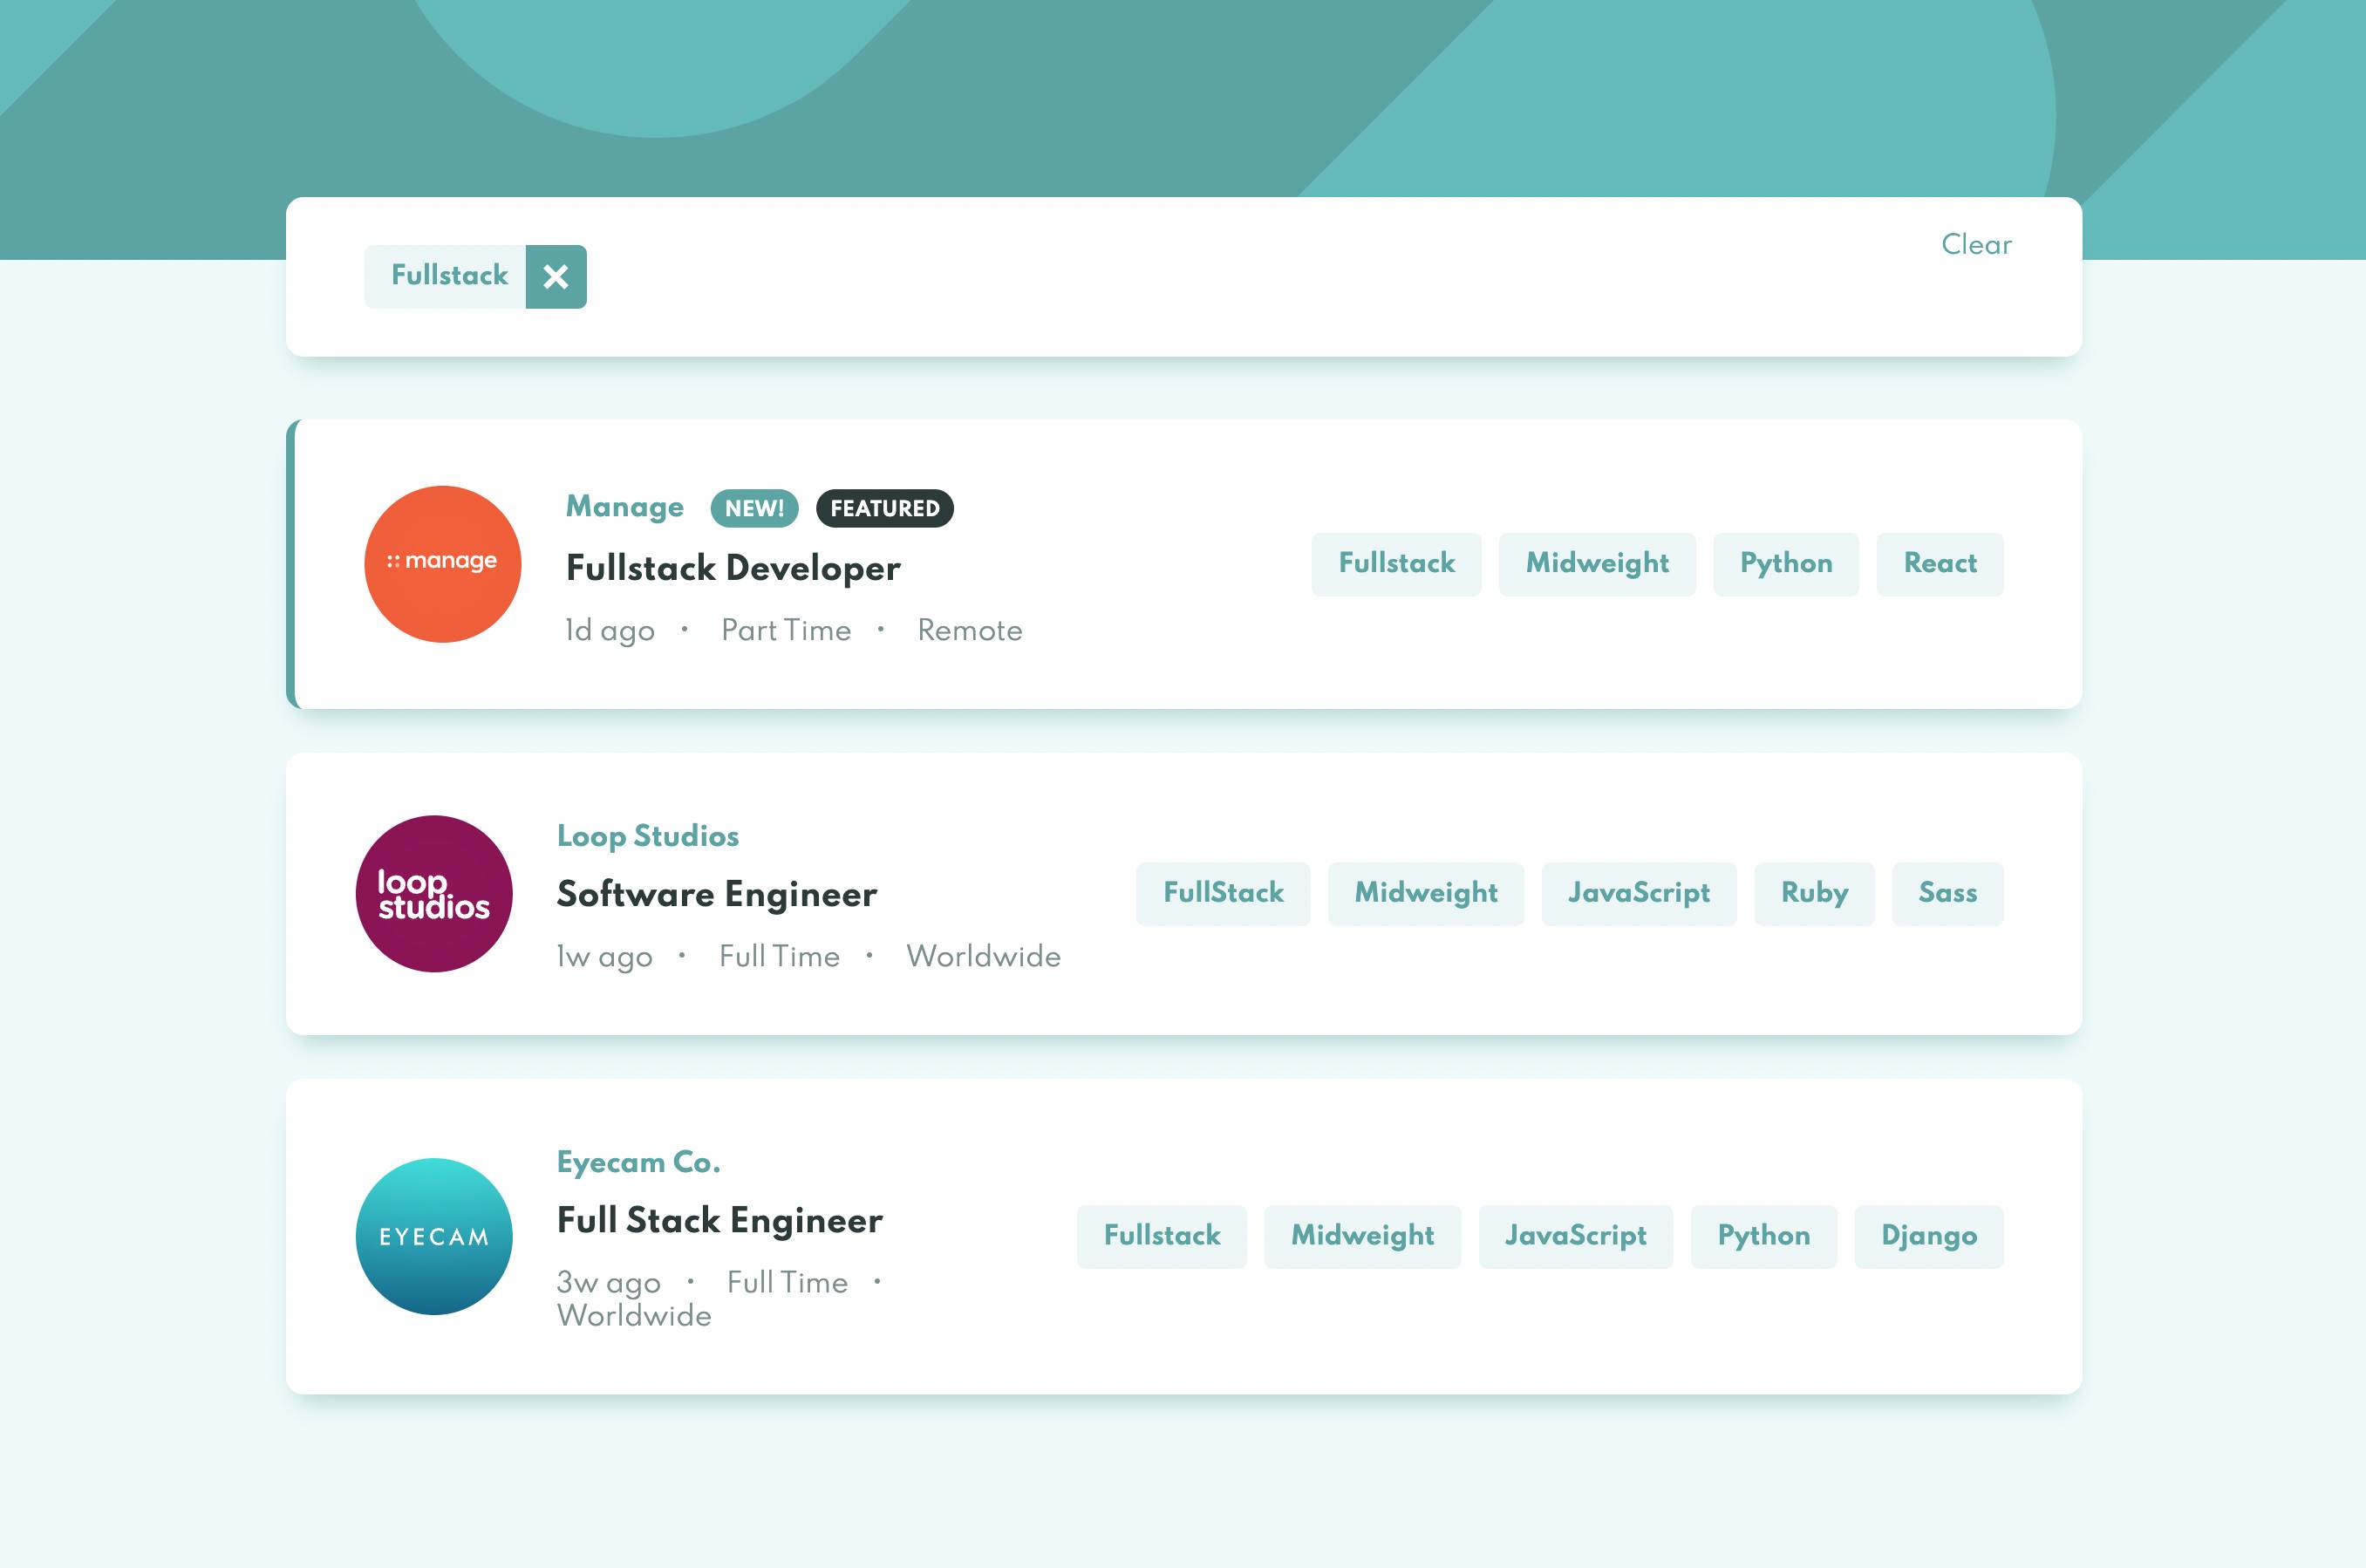 Fullstack
Clear
manage
Manage NEW! FEATURED
Fullstack Developer
1d ago • Part Time • Remote
Fullstack Midweight Python React
loop
studios
Loop Studios
Software Engineer
1w ago • Full Time • Worldwide
FullStack Midweight JavaScript Ruby Sass
EYECAM
Eyecam Co.
Full Stack Engineer
3w ago • Full Time •
Worldwide
Fullstack Midweight JavaScript Python Django